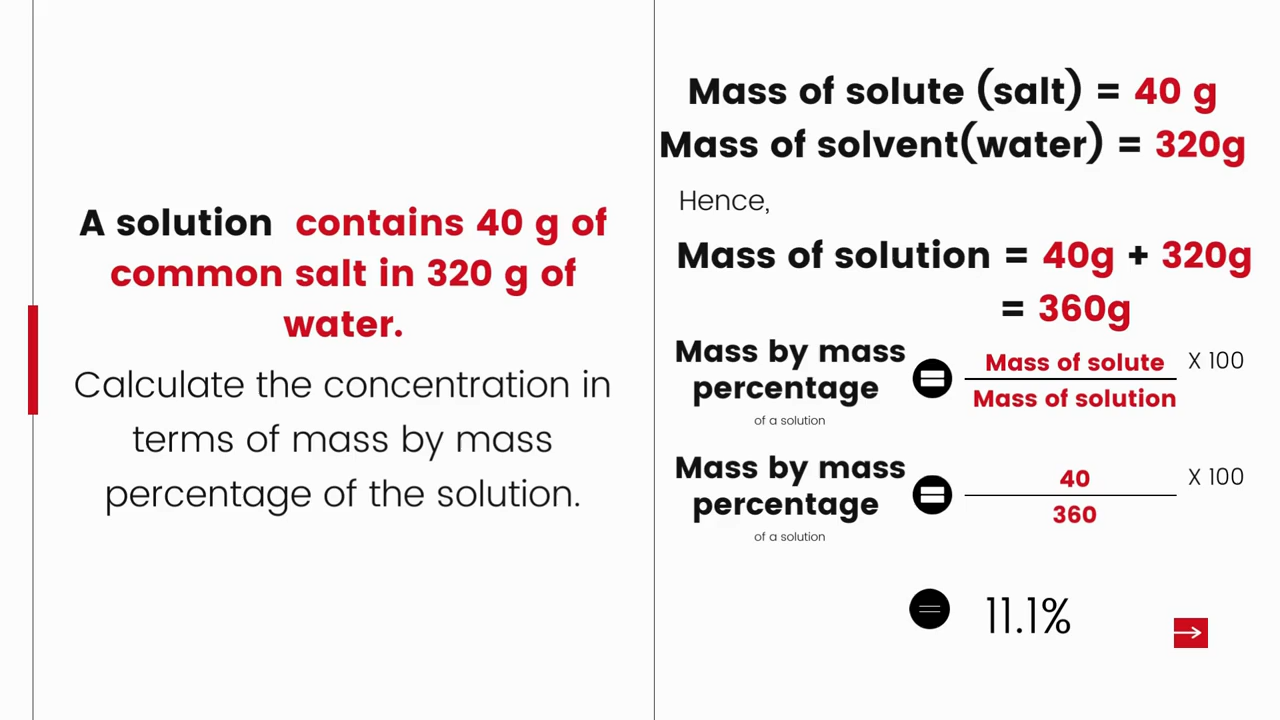 A solution contains 40 g of
common salt in 320 g of
water.
Calculate the concentration in
terms of mass by mass
percentage of the solution.
Mass of solute (salt) = 40 g
Mass of solvent(water) = 320g
Hence,
Mass of solution = 40g + 320g
= 360g
Mass by mass
percentage
of a solution
=
Mass of solute
Mass of solution
X 100
Mass by mass
percentage
of a solution
=
40
360
X 100
= 11.1%